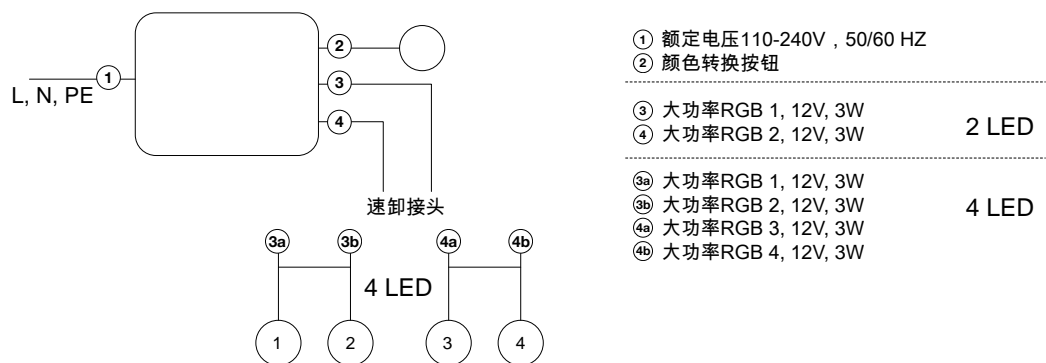 ①
L, N, PE
②
③
④
速卸接头
3a 3b 4a 4b
4 LED
1 2 3 4
① 额定电压110-240V，50/60 HZ
② 颜色转换按钮
③ 大功率RGB 1, 12V, 3W
④ 大功率RGB 2, 12V, 3W
2 LED
3a 大功率RGB 1, 12V, 3W
3b 大功率RGB 2, 12V, 3W
4a 大功率RGB 3, 12V, 3W
4b 大功率RGB 4, 12V, 3W
4 LED